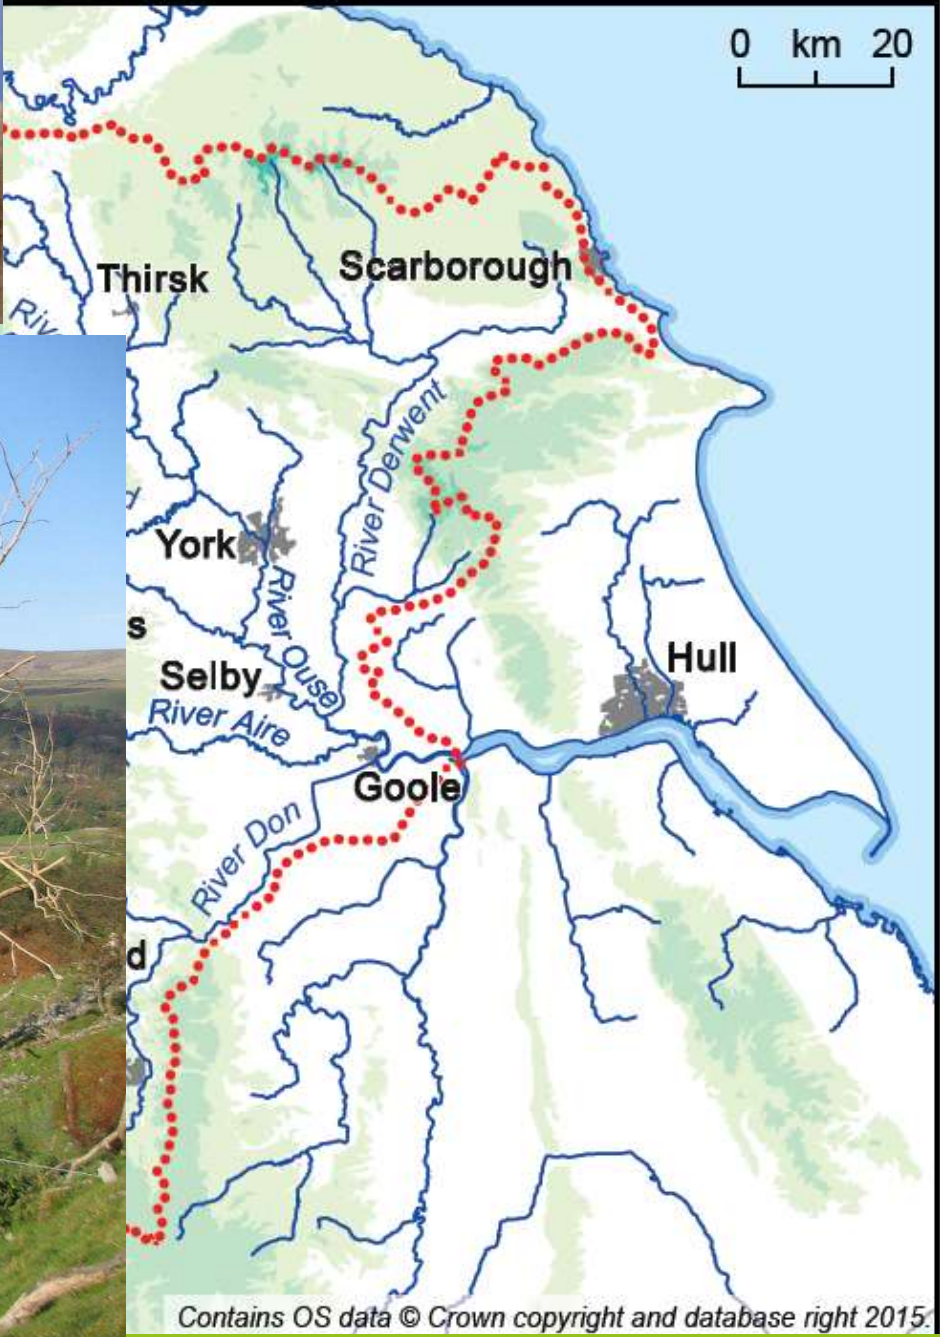 0 km 20
Scarborough
Thirsk
Riv
River Derwent
York
River Ouse
s
Hull
Selby
River Aire
Goole
River Don
d
Contains OS data © Crown copyright and database right 2015.